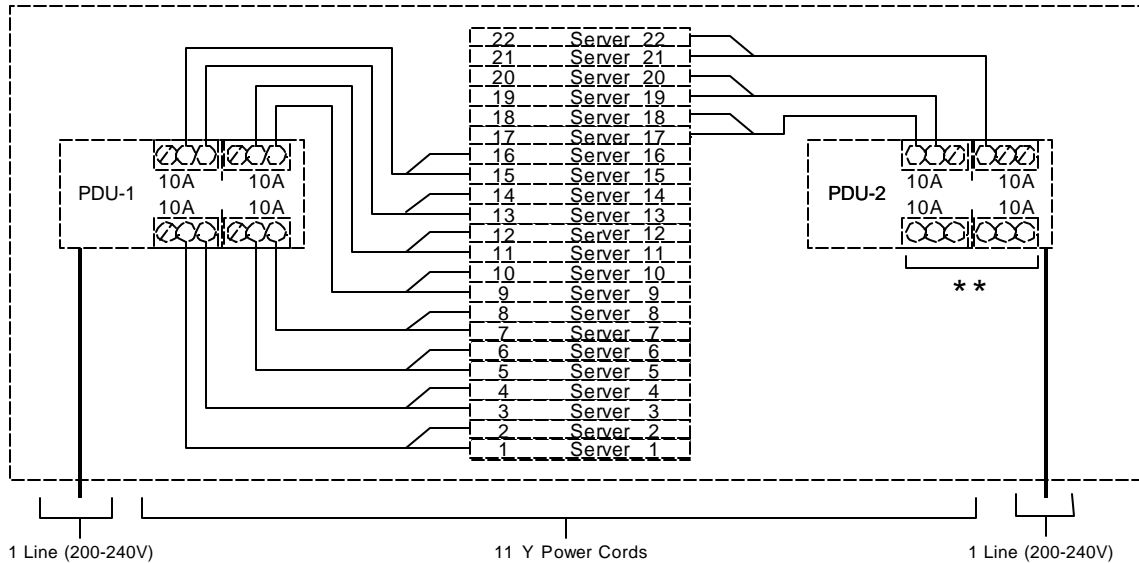 22 Server 22
21 Server 21
20 Server 20
19 Server 19
18 Server 18
17 Server 17
16 Server 16
15 Server 15
14 Server 14
13 Server 13
12 Server 12
11 Server 11
10 Server 10
9 Server 9
8 Server 8
7 Server 7
6 Server 6
5 Server 5
4 Server 4
3 Server 3
2 Server 2
1 Server 1
PDU-1
10A 10A
10A 10A
PDU-2
10A 10A
10A 10A
**
1 Line (200-240V)
11 Y Power Cords
1 Line (200-240V)